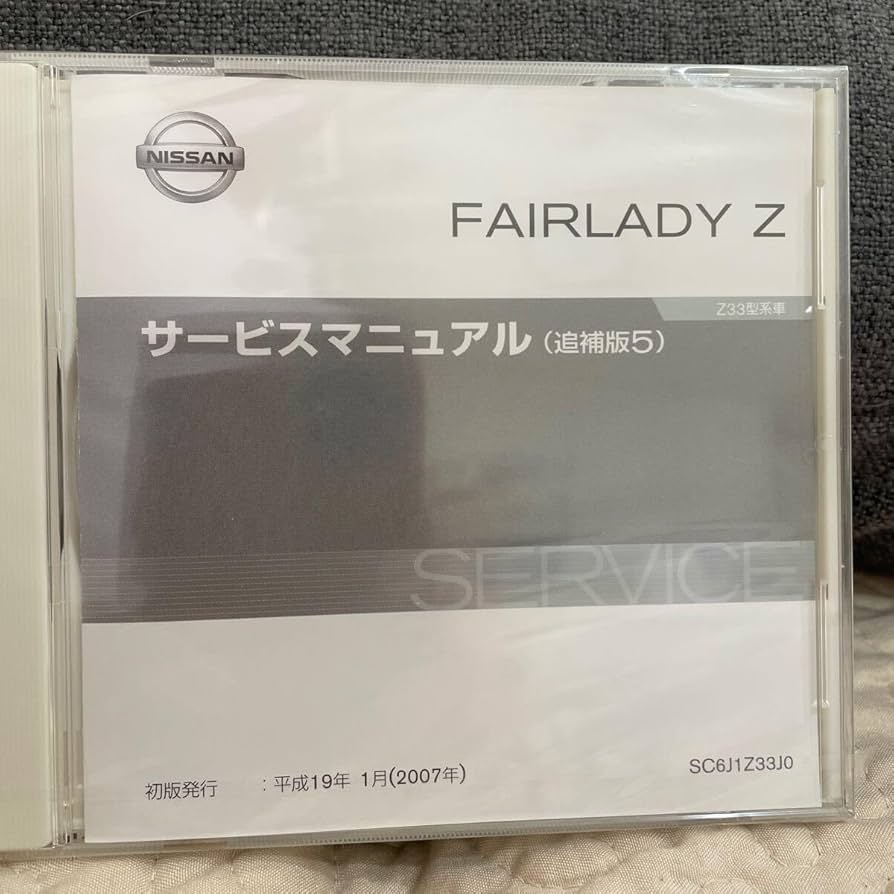 NISSAN
FAIRLADY Z
Z33型系車
サービスマニュアル(追補版5)
SERVICE
初版発行 :平成19年 1月(2007年)
SC6J1Z33J0